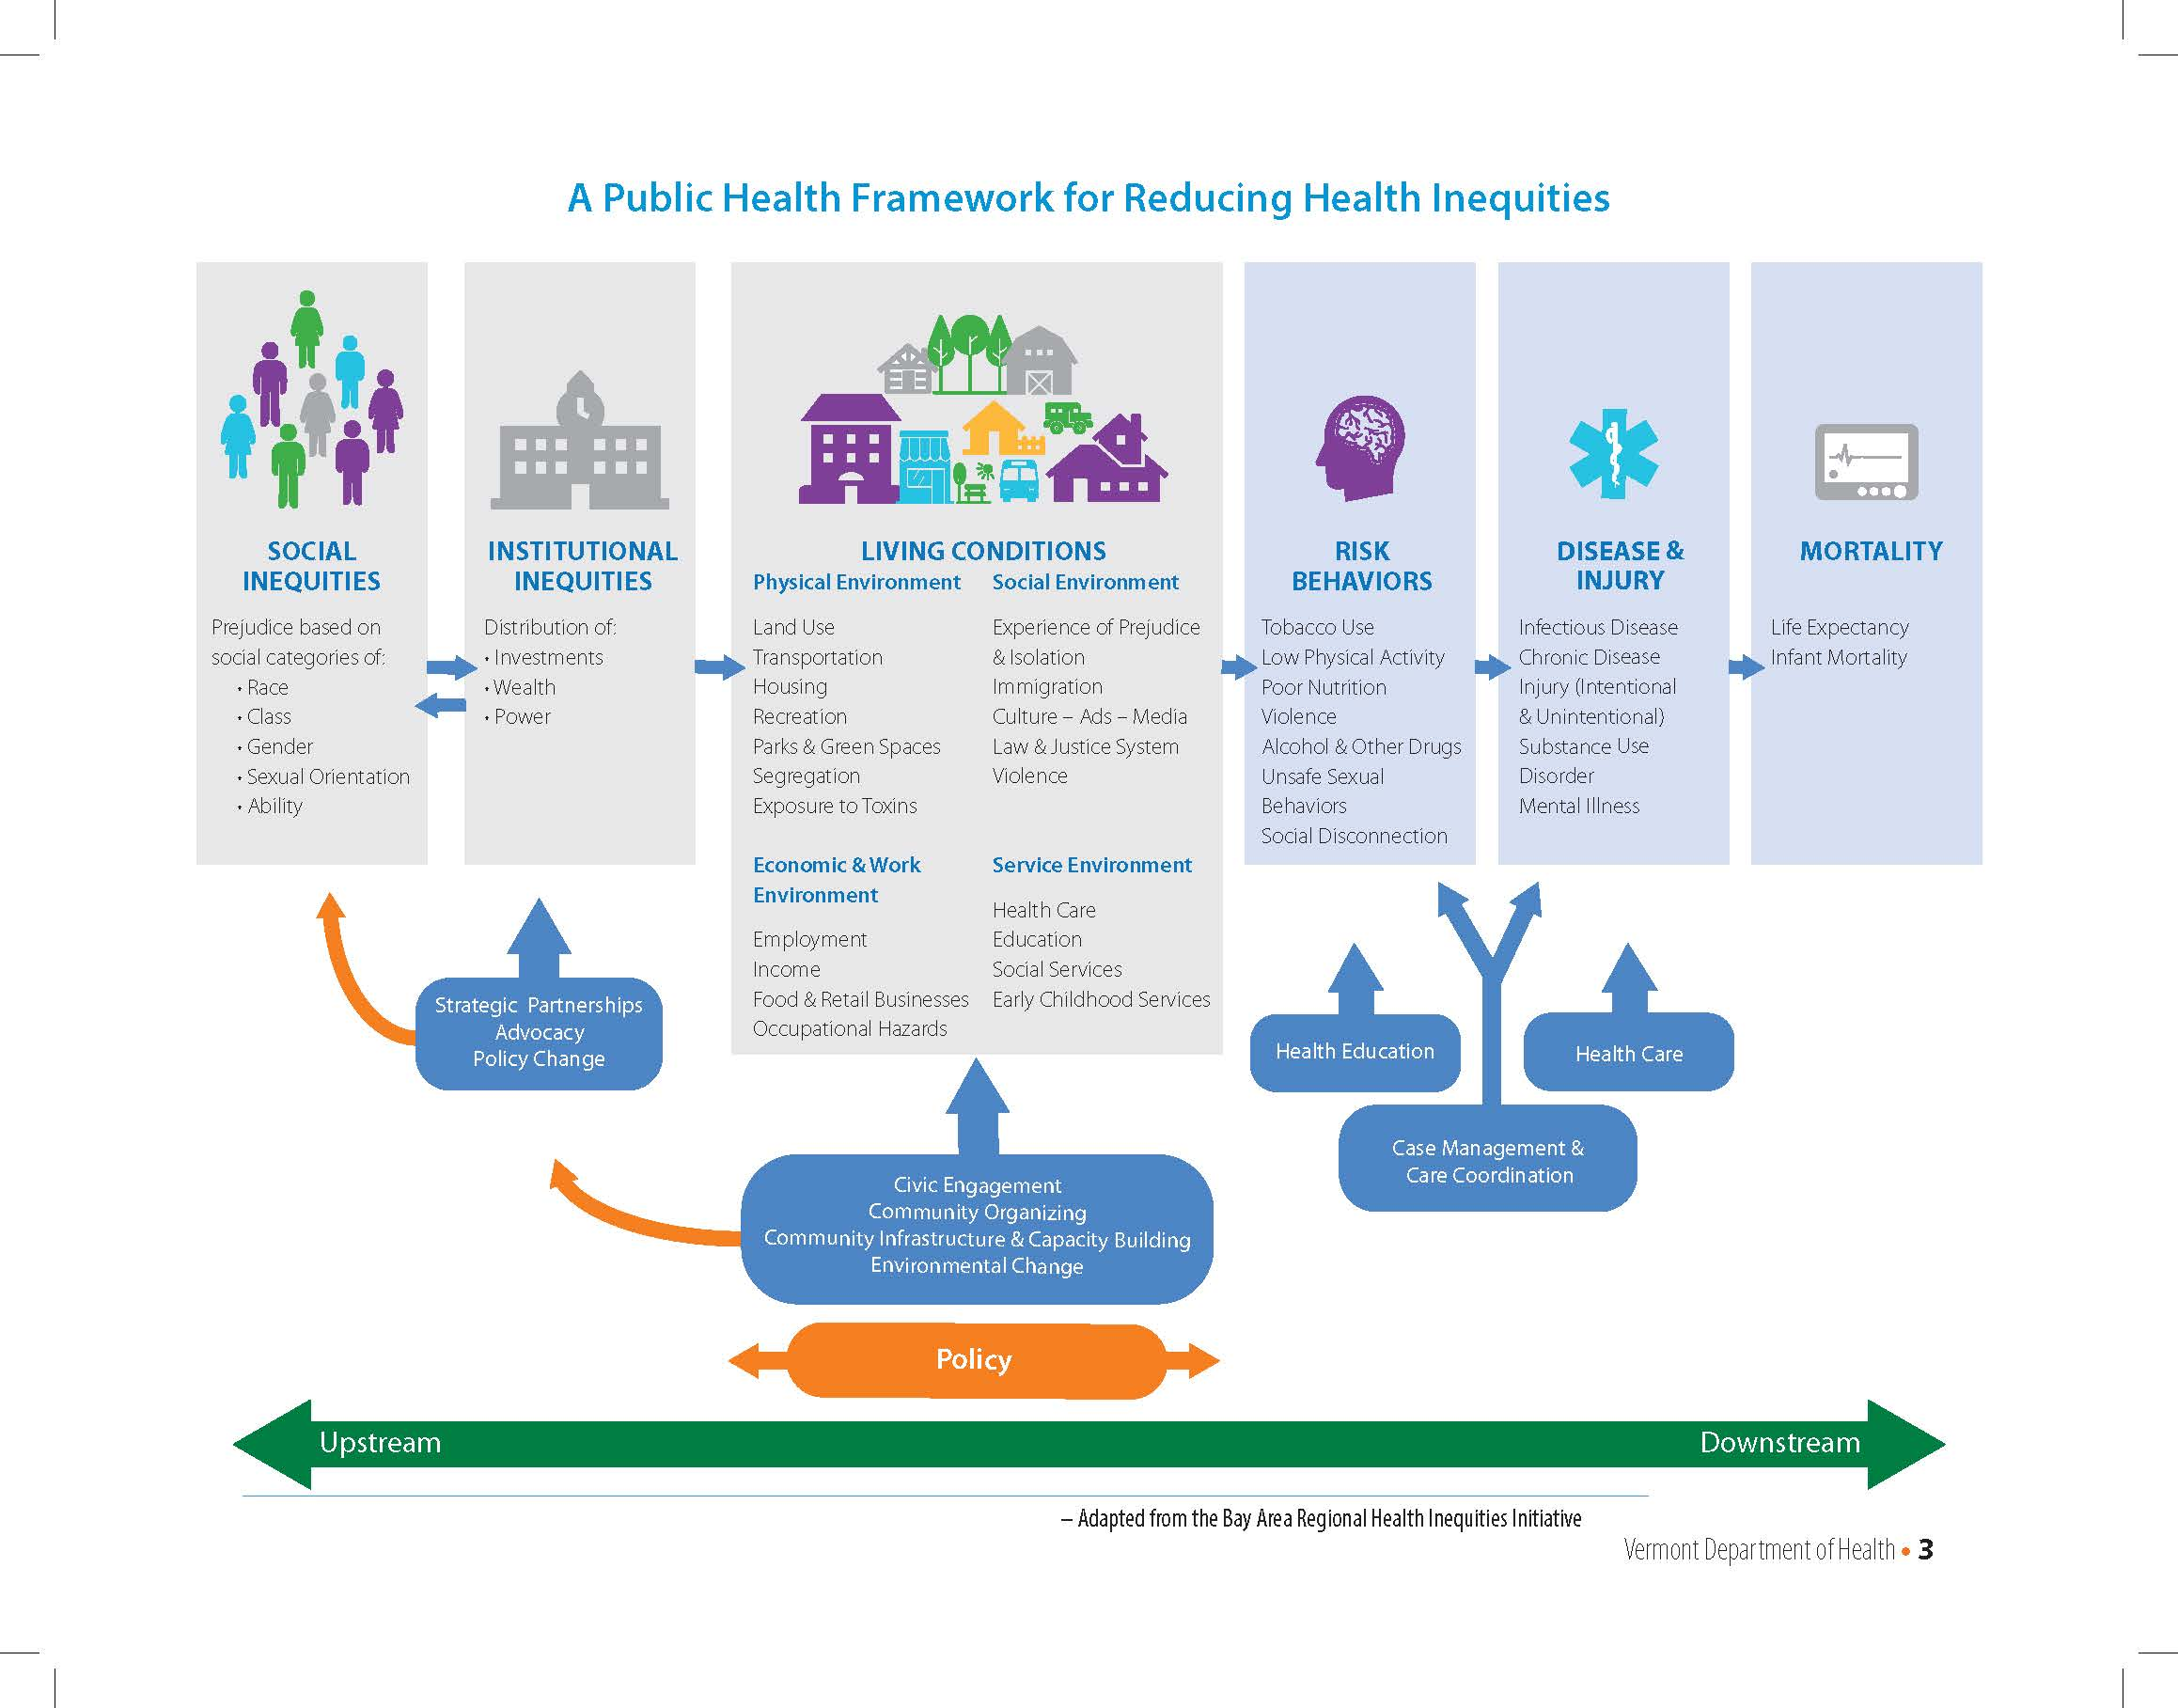 A Public Health Framework for Reducing Health Inequities
SOCIAL
INEQUITIES
Prejudice based on
social categories of:
• Race
• Class
• Gender
• Sexual Orientation
• Ability
INSTITUTIONAL
INEQUITIES
Distribution of:
• Investments
• Wealth
• Power
LIVING CONDITIONS
Physical Environment
Land Use
Transportation
Housing
Recreation
Parks & Green Spaces
Segregation
Exposure to Toxins
Social Environment
Experience of Prejudice
& Isolation
Immigration
Culture – Ads – Media
Law & Justice System
Violence
Economic & Work
Environment
Employment
Income
Food & Retail Businesses
Occupational Hazards
Service Environment
Health Care
Education
Social Services
Early Childhood Services
RISK
BEHAVIORS
Tobacco Use
Low Physical Activity
Poor Nutrition
Violence
Alcohol & Other Drugs
Unsafe Sexual
Behaviors
Social Disconnection
DISEASE &
INJURY
Infectious Disease
Chronic Disease
Injury (Intentional
& Unintentional)
Substance Use
Disorder
Mental Illness
MORTALITY
Life Expectancy
Infant Mortality
Strategic Partnerships
Advocacy
Policy Change
Civic Engagement
Community Organizing
Community Infrastructure & Capacity Building
Environmental Change
Health Education
Health Care
Case Management &
Care Coordination
Policy
Upstream
Downstream
– Adapted from the Bay Area Regional Health Inequities Initiative
Vermont Department of Health • 3